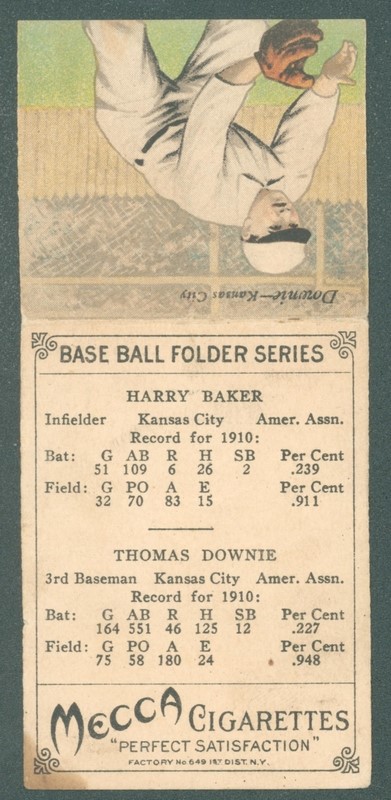 Downie—Kansas City
BASE BALL FOLDER SERIES
HARRY BAKER
Infielder Kansas City Amer. Assn.
Record for 1910:
Bat: G AB R H SB Per Cent
51 109 6 26 2 .239
Field: G PO A E Per Cent
32 70 83 15 .911
THOMAS DOWNIE
3rd Baseman Kansas City Amer. Assn.
Record for 1910:
Bat: G AB R H SB Per Cent
164 551 46 125 12 .227
Field: G PO A E Per Cent
75 58 180 24 .948
MECCA CIGARETTES
"PERFECT SATISFACTION"
FACTORY No. 649 1ST DIST. N.Y.